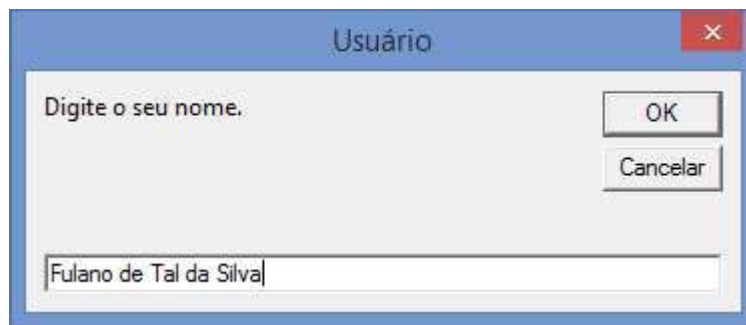 Usuário
Digite o seu nome.
OK
Cancelar
Fulano de Tal da Silva